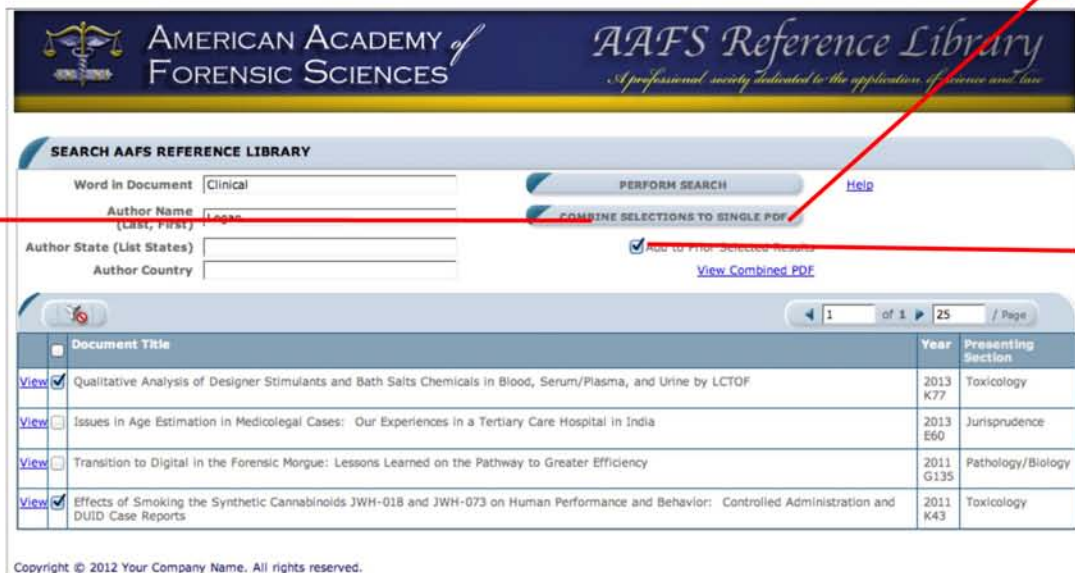 AMERICAN ACADEMY of
FORENSIC SCIENCES
AAFS Reference Library
A professional society dedicated to the application of science and law
SEARCH AAFS REFERENCE LIBRARY
Word in Document Clinical PERFORM SEARCH Help
Author Name
(Last, First) Logan COMBINE SELECTIONS TO SINGLE PDF
Author State (List States) Add to Prior Selected Results
Author Country View Combined PDF
1 of 1 25 / Page
Document Title Year Presenting
Section
View Qualitative Analysis of Designer Stimulants and Bath Salts Chemicals in Blood, Serum/Plasma, and Urine by LCTOF 2013 Toxicology
K77
View Issues in Age Estimation in Medicolegal Cases: Our Experiences in a Tertiary Care Hospital in India 2013 Jurisprudence
E60
View Transition to Digital in the Forensic Morgue: Lessons Learned on the Pathway to Greater Efficiency 2011 Pathology/Biology
G135
View Effects of Smoking the Synthetic Cannabinoids JWH-018 and JWH-073 on Human Performance and Behavior: Controlled Administration and 2011 Toxicology
DUID Case Reports K43
Copyright © 2012 Your Company Name. All rights reserved.